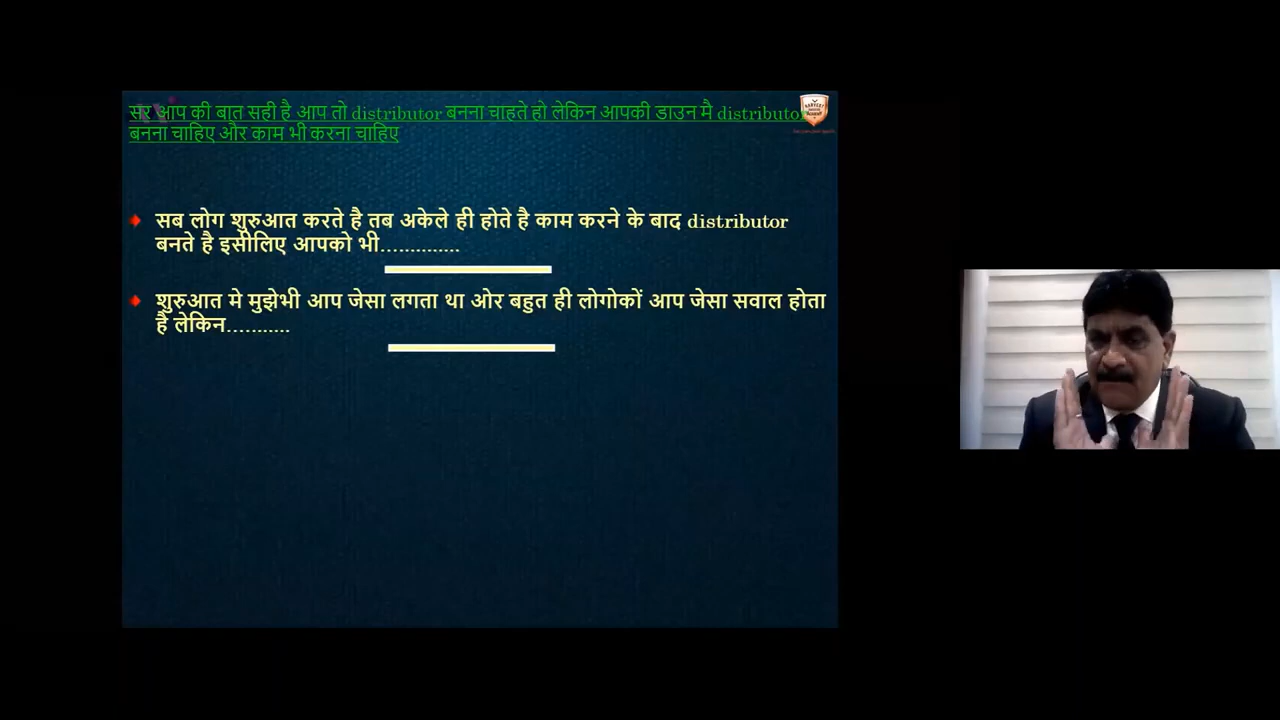 सर आप की बात सही है आप तो distributor बनना चाहते हो लेकिन आपकी डाउन मै distributor
बनना चाहिए और काम भी करना चाहिए
सब लोग शुरुआत करते है तब अकेले ही होते है काम करने के बाद distributor
बनते है इसीलिए आपको भी..............
शुरुआत मे मुझेभी आप जेसा लगता था ओर बहुत ही लोगोकों आप जेसा सवाल होता
है लेकिन...........